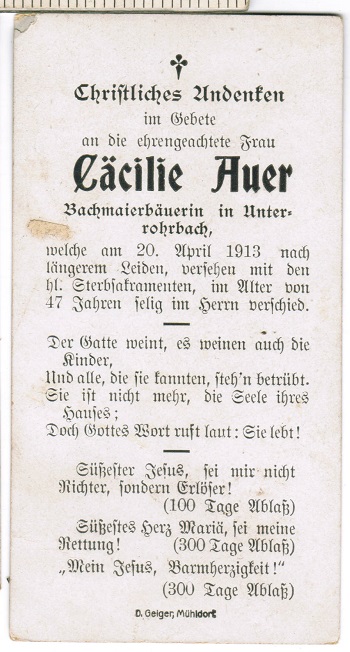 Christliches Andenken
im Gebete
an die ehrengeachtete Frau
Cäcilie Auer
Bachmaierbäuerin in Unter-
rohrbach,
welche am 20. April 1913 nach
längerem Leiden, versehen mit den
hl. Sterbsakramenten, im Alter von
47 Jahren selig im Herrn verschied.
Der Gatte weint, es weinen auch die
Kinder,
Und alle, die sie kannten, steh'n betrübt.
Sie ist nicht mehr, die Seele ihres
Hauses;
Doch Gottes Wort ruft laut: Sie lebt!
Süßester Jesus, sei mir nicht
Richter, sondern Erlöser!
(100 Tage Ablaß)
Süßestes Herz Mariä, sei meine
Rettung! (300 Tage Ablaß)
„Mein Jesus, Barmherzigkeit!"
(300 Tage Ablaß)
D. Geiger, Mühldorf.